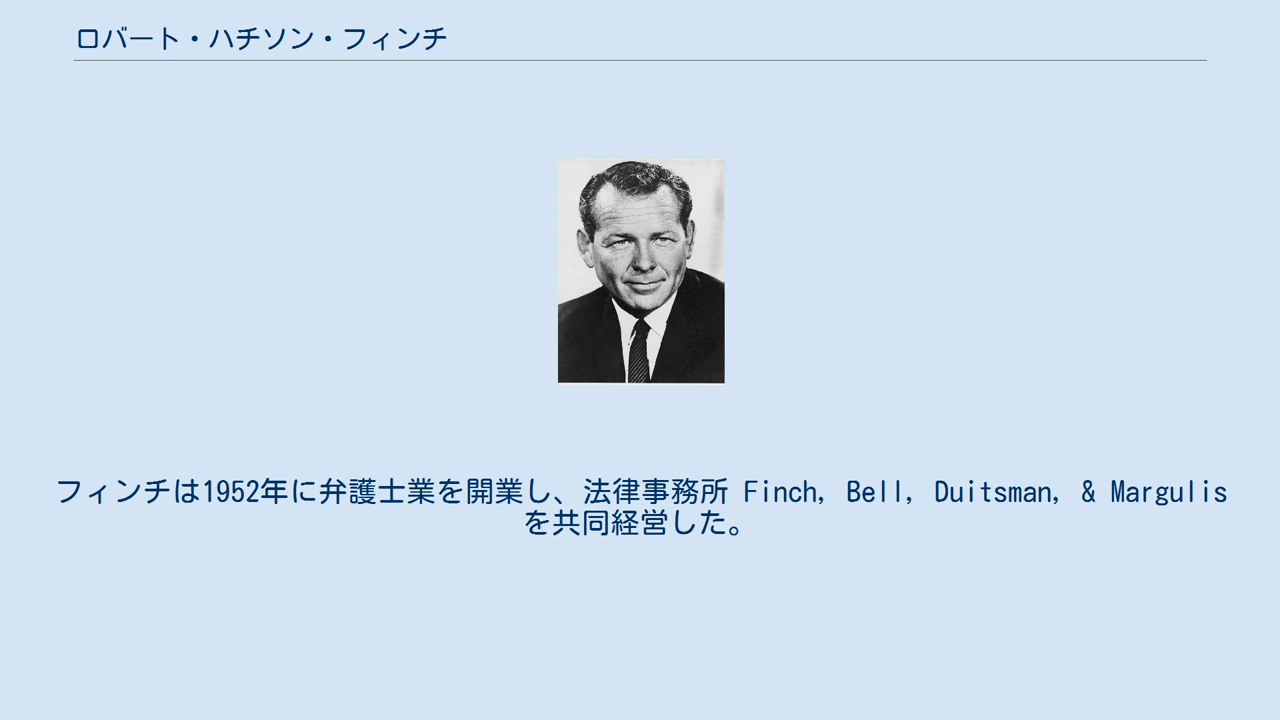 ロバート・ハチソン・フィンチ
フィンチは1952年に弁護士業を開業し、法律事務所 Finch, Bell, Duitsman, & Margulis
を共同経営した。